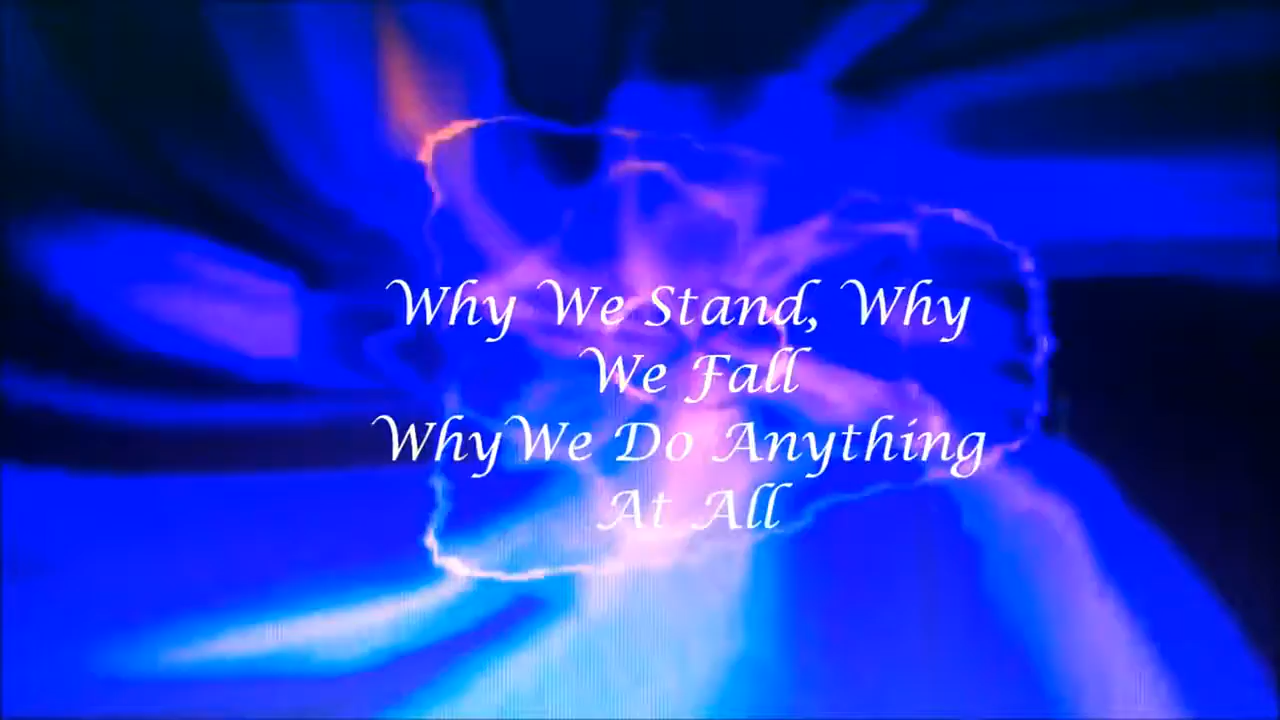 Why We Stand, Why
We Fall
WhyWe Do Anything
At All